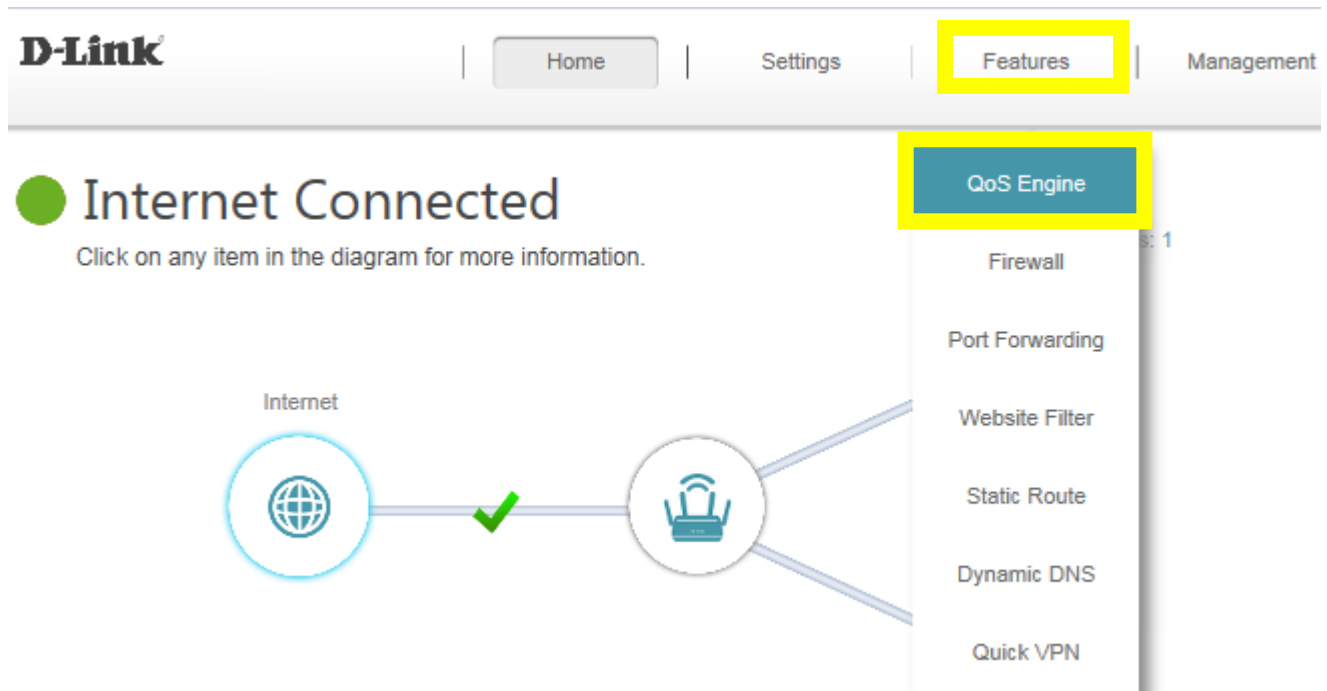 D-Link
Home
Settings
Features
Management
QoS Engine
Internet Connected
Click on any item in the diagram for more information.
s: 1
Firewall
Port Forwarding
Internet
Website Filter
Static Route
Dynamic DNS
Quick VPN